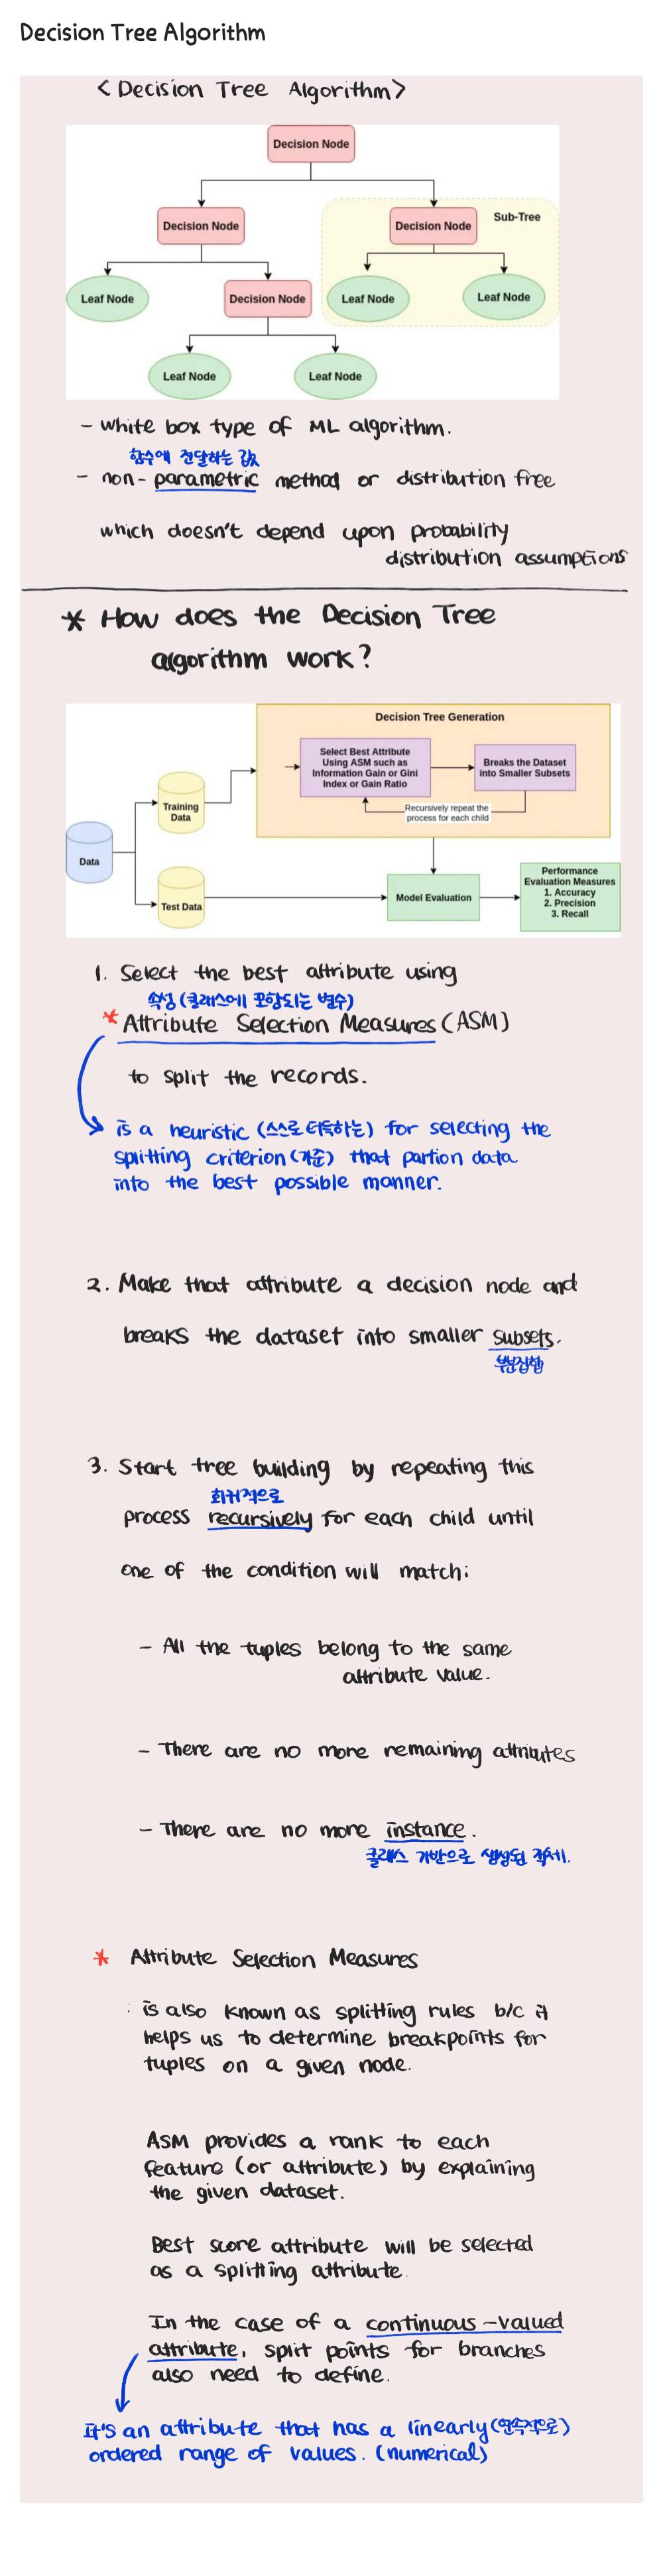 Decision Tree Algorithm
< Decision Tree Algorithm>
Decision Node
Decision Node
Decision Node
Sub-Tree
Leaf Node
Decision Node
Leaf Node
Leaf Node
Leaf Node
Leaf Node
- white box type of ML algorithm.
함수에 전달하는 값
- non-parametric method or distribution free
which doesn't depend upon probability
distribution assumptions
* How does the Decision Tree
algorithm work?
Decision Tree Generation
Select Best Attribute
Using ASM such as
Information Gain or Gini
Index or Gain Ratio
Breaks the Dataset
into Smaller Subsets
Recursively repeat the
process for each child
Training
Data
Data
Test Data
Model Evaluation
Performance
Evaluation Measures
1. Accuracy
2. Precision
3. Recall
1. Select the best attribute using
속성 (클래스에 포함되는 변수)
* Attribute Selection Measures (ASM)
to split the records.
is a heuristic (스스로 터득하는) for selecting the
splitting criterion (기준) that partion data
into the best possible manner.
2. Make that attribute a decision node and
breaks the dataset into smaller subsets.
부분집합
3. Start tree building by repeating this
회귀적으로
process recursively for each child until
one of the condition will match:
- All the tuples belong to the same
attribute value.
- There are no more remaining attributes
- There are no more instance.
클래스 기반으로 생성된 객체.
* Attribute Selection Measures
: is also known as splitting rules b/c it
helps us to determine breakpoints for
tuples on a given node.
ASM provides a rank to each
feature (or attribute) by explaining
the given dataset.
Best score attribute will be selected
as a splitting attribute.
In the case of a continuous-valued
attribute, split points for branches
also need to define.
It's an attribute that has a linearly (연속적으로)
ordered range of values. (numerical)